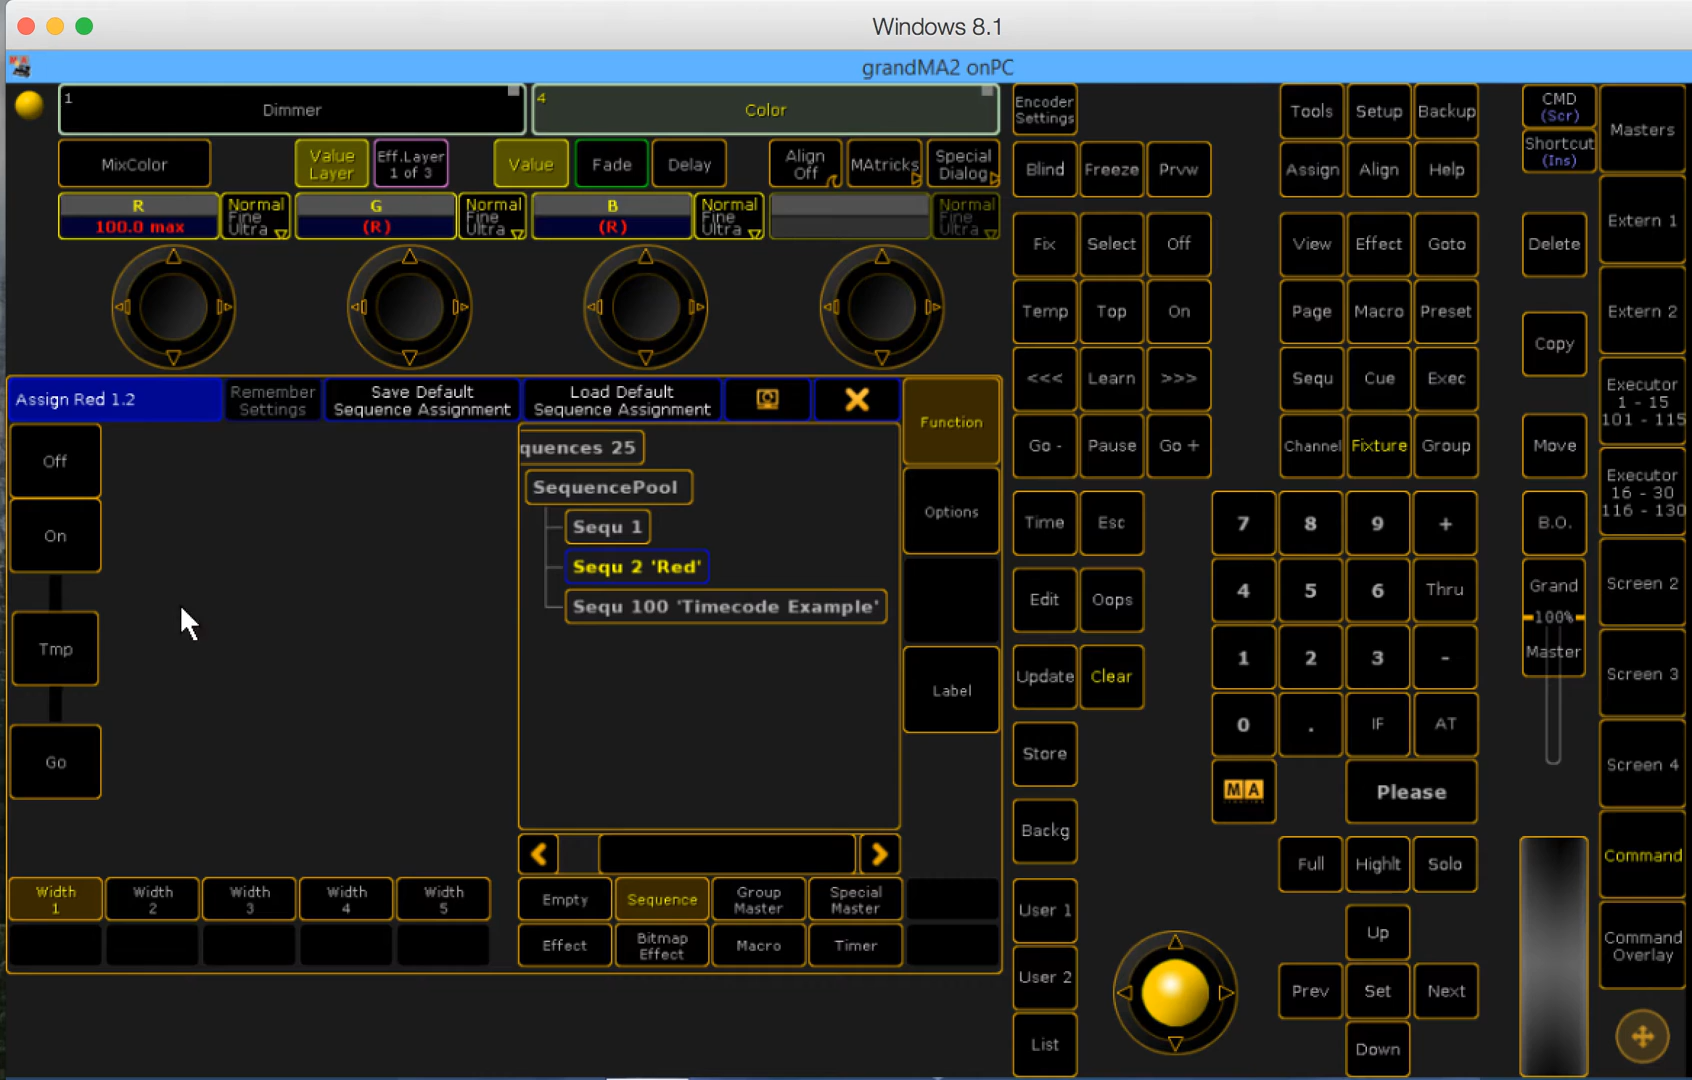 Windows 8.1
grandMA2 onPC
1
Dimmer
4
Color
MixColor
Value
Layer
Eff.Layer
1 of 3
Value
Fade
Delay
Align
Off
MAtricks
Special
Dialog
R
100.0 max
Normal
Fine
Ultra
G
(R)
Normal
Fine
Ultra
B
(R)
Normal
Fine
Ultra
Normal
Fine
Ultra
Assign Red 1.2
Remember
Settings
Save Default
Sequence Assignment
Load Default
Sequence Assignment
Off
On
Tmp
Go
quences 25
SequencePool
Sequ 1
Sequ 2 'Red'
Sequ 100 'Timecode Example'
Function
Options
Label
Width
1
Width
2
Width
3
Width
4
Width
5
Empty
Sequence
Group
Master
Special
Master
Effect
Bitmap
Effect
Macro
Timer
Encoder
Settings
Blind
Freeze
Prvw
Fix
Select
Off
Temp
Top
On
<<<
Learn
>>>
Go -
Pause
Go +
Time
Esc
Edit
Oops
Update
Clear
Store
Backg
User 1
User 2
List
Tools
Setup
Backup
Assign
Align
Help
View
Effect
Goto
Page
Macro
Preset
Sequ
Cue
Exec
Channel
Fixture
Group
7
8
9
+
4
5
6
Thru
1
2
3
-
0
.
IF
AT
MA
Please
Full
Highlt
Solo
Up
Prev
Set
Next
Down
CMD
(Scr)
Shortcut
(Ins)
Delete
Copy
Move
B.O.
Grand
100%
Master
Masters
Extern 1
Extern 2
Executor
1 - 15
101 - 115
Executor
16 - 30
116 - 130
Screen 2
Screen 3
Screen 4
Command
Command
Overlay